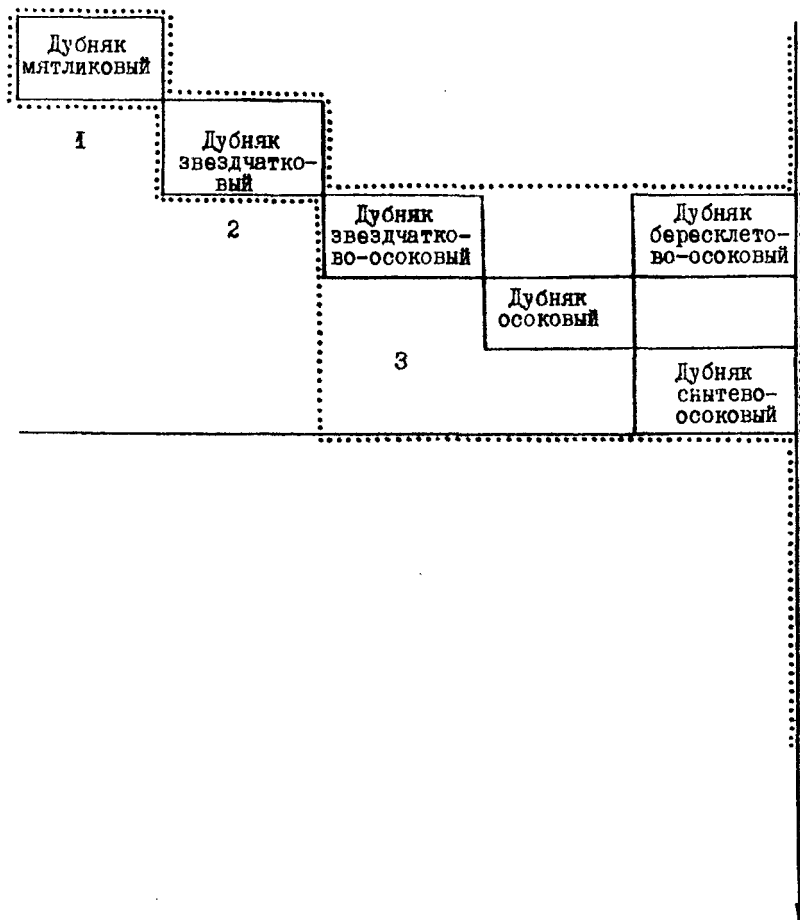 Дубняк
мятликовый
1
Дубняк
звездчатко-
вый
2
Дубняк
звездчатко-
во-осоковый
Дубняк
бересклето-
во-осоковый
Дубняк
осоковый
3
Дубняк
снытево-
осоковый